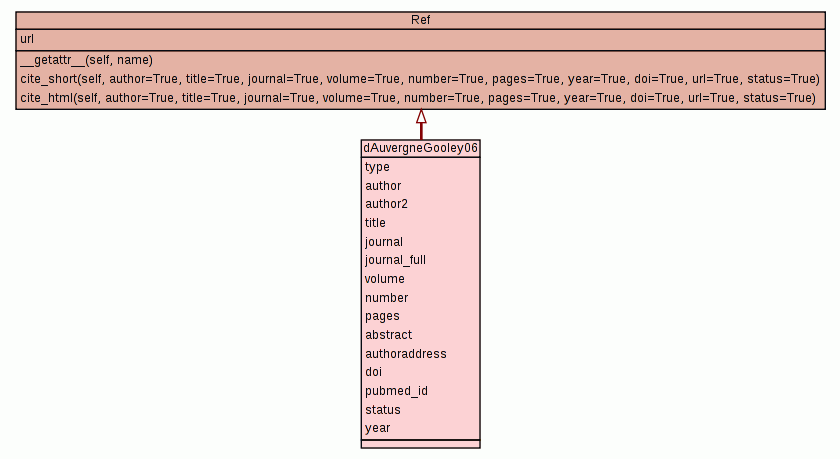 Ref
url
__getattr__(self, name)
cite_short(self, author=True, title=True, journal=True, volume=True, number=True, pages=True, year=True, doi=True, url=True, status=True)
cite_html(self, author=True, title=True, journal=True, volume=True, number=True, pages=True, year=True, doi=True, url=True, status=True)
dAuvergneGooley06
type
author
author2
title
journal
journal_full
volume
number
pages
abstract
authoraddress
doi
pubmed_id
status
year